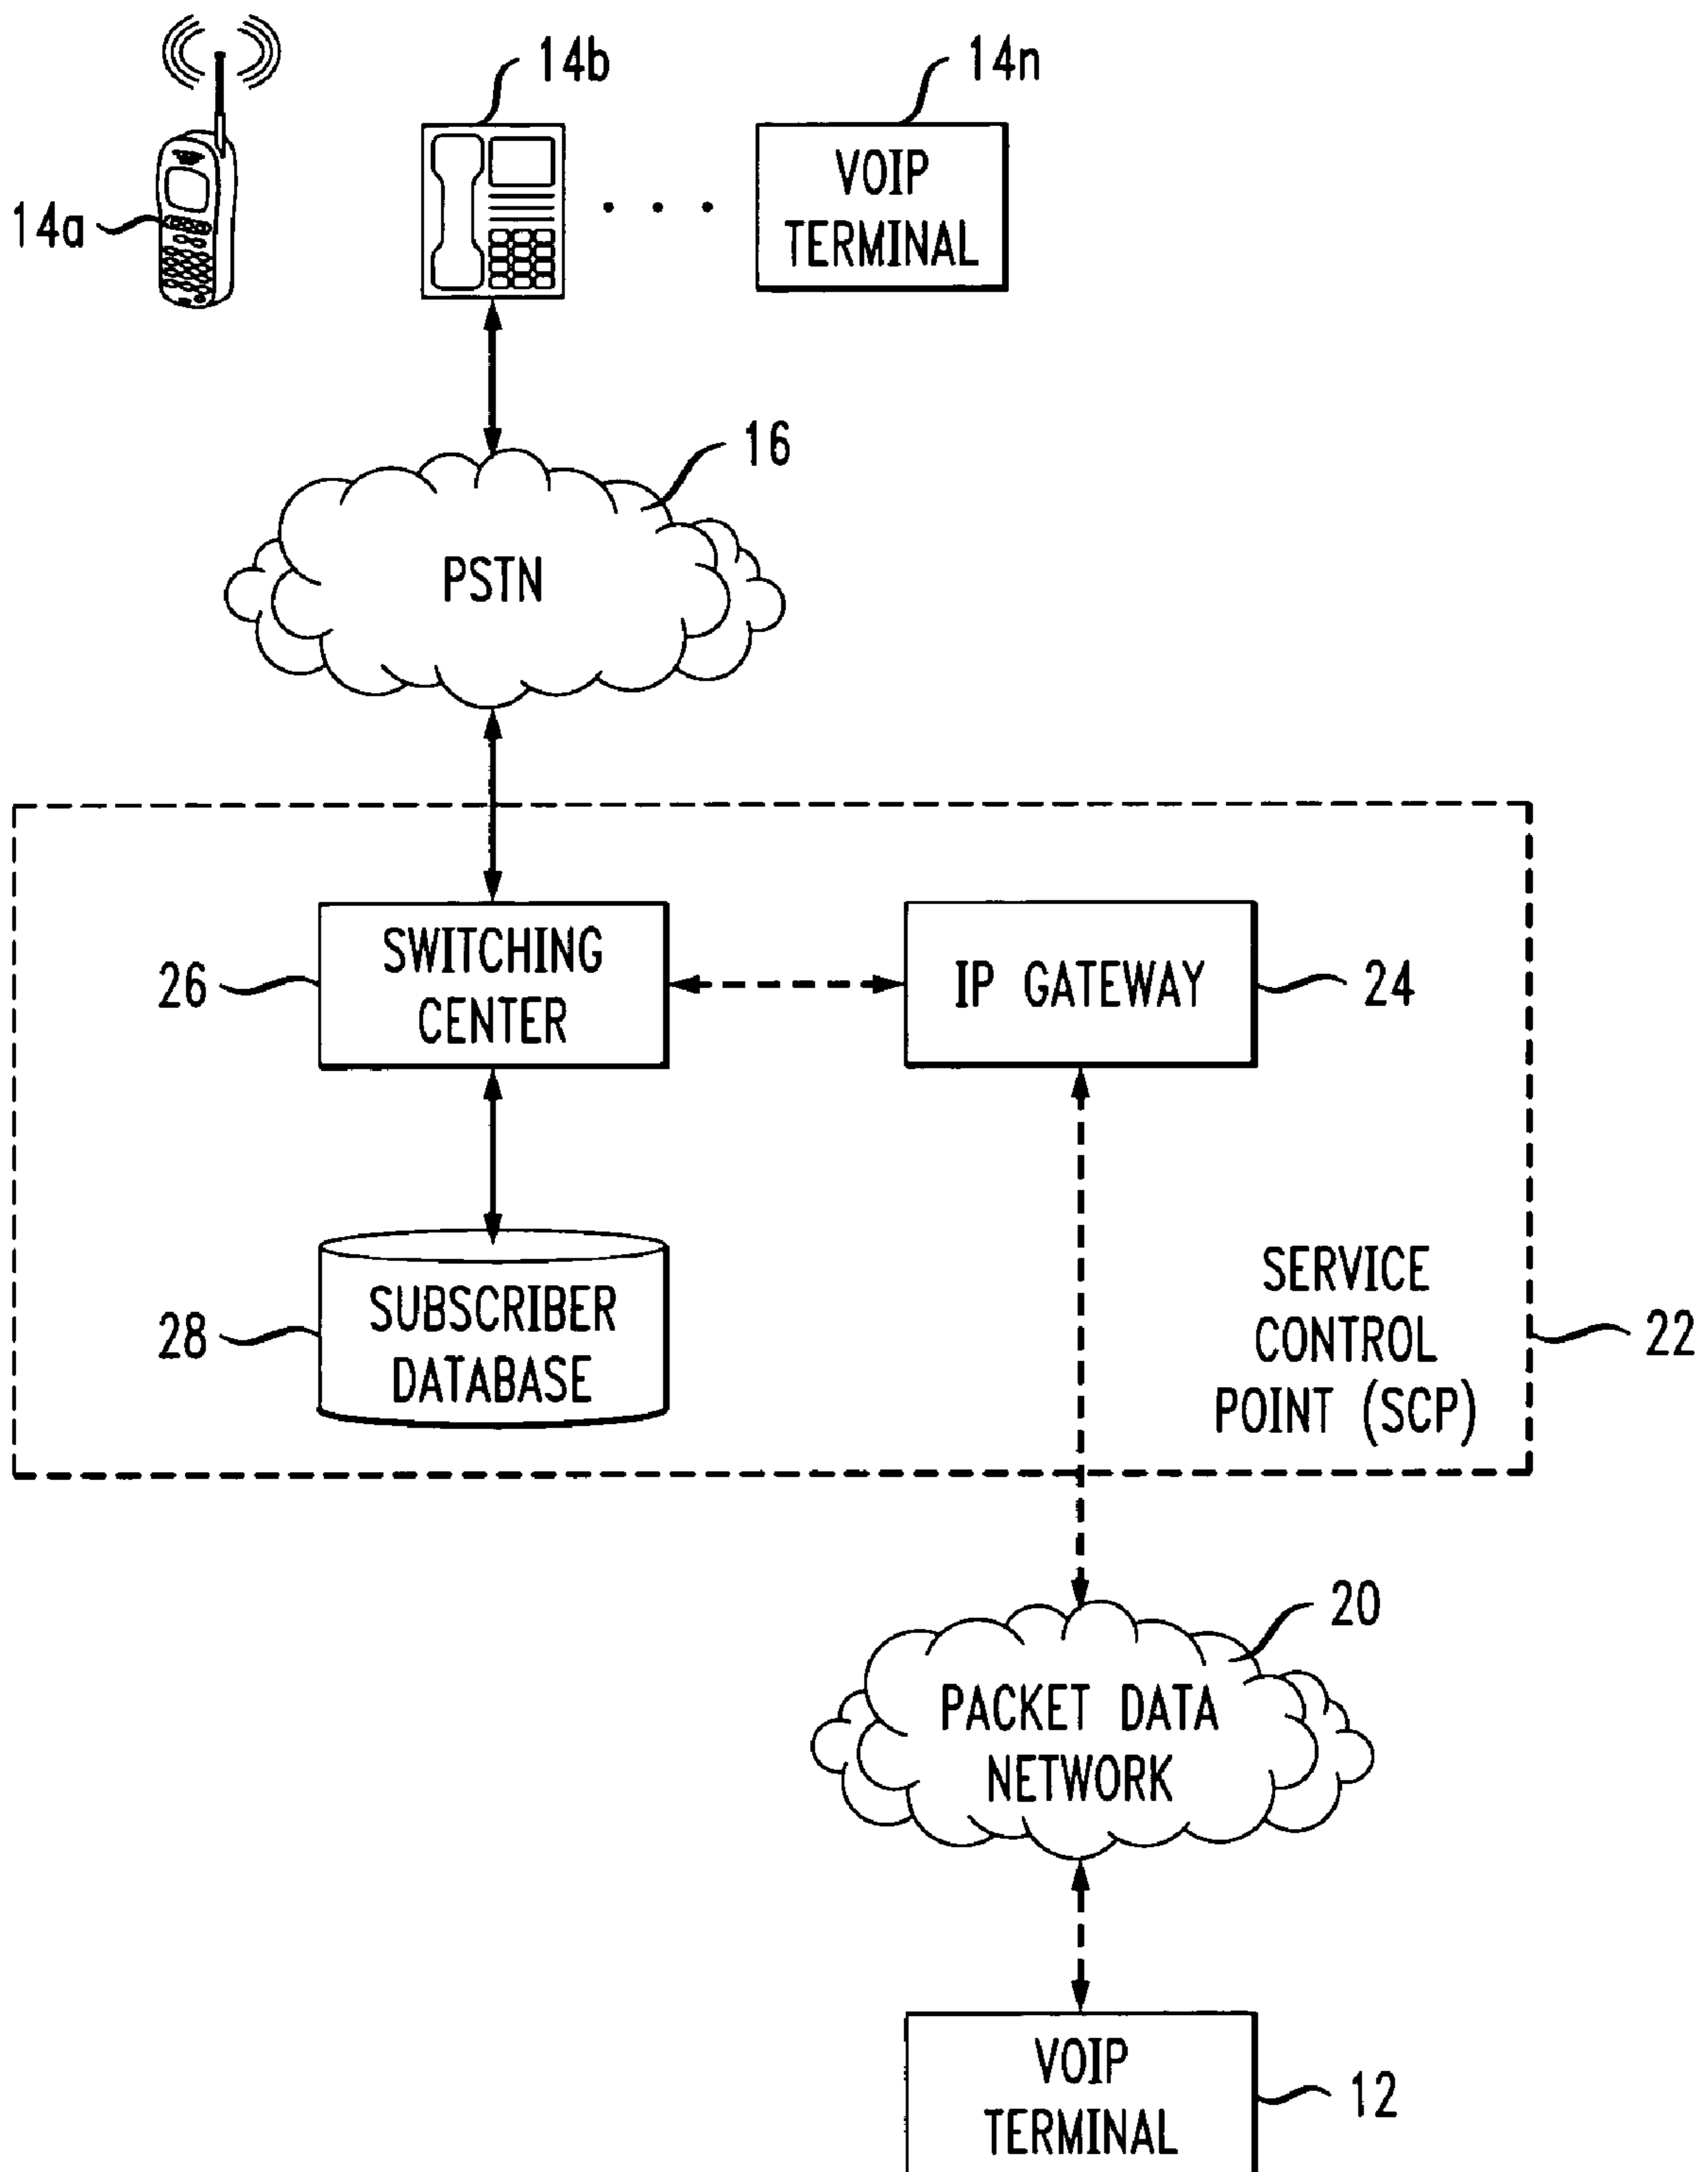 14b
14n
14a
VOIP
TERMINAL
16
PSTN
26
SWITCHING
CENTER
IP GATEWAY
24
28
SUBSCRIBER
DATABASE
SERVICE
CONTROL
POINT (SCP)
22
20
PACKET DATA
NETWORK
VOIP
TERMINAL
12